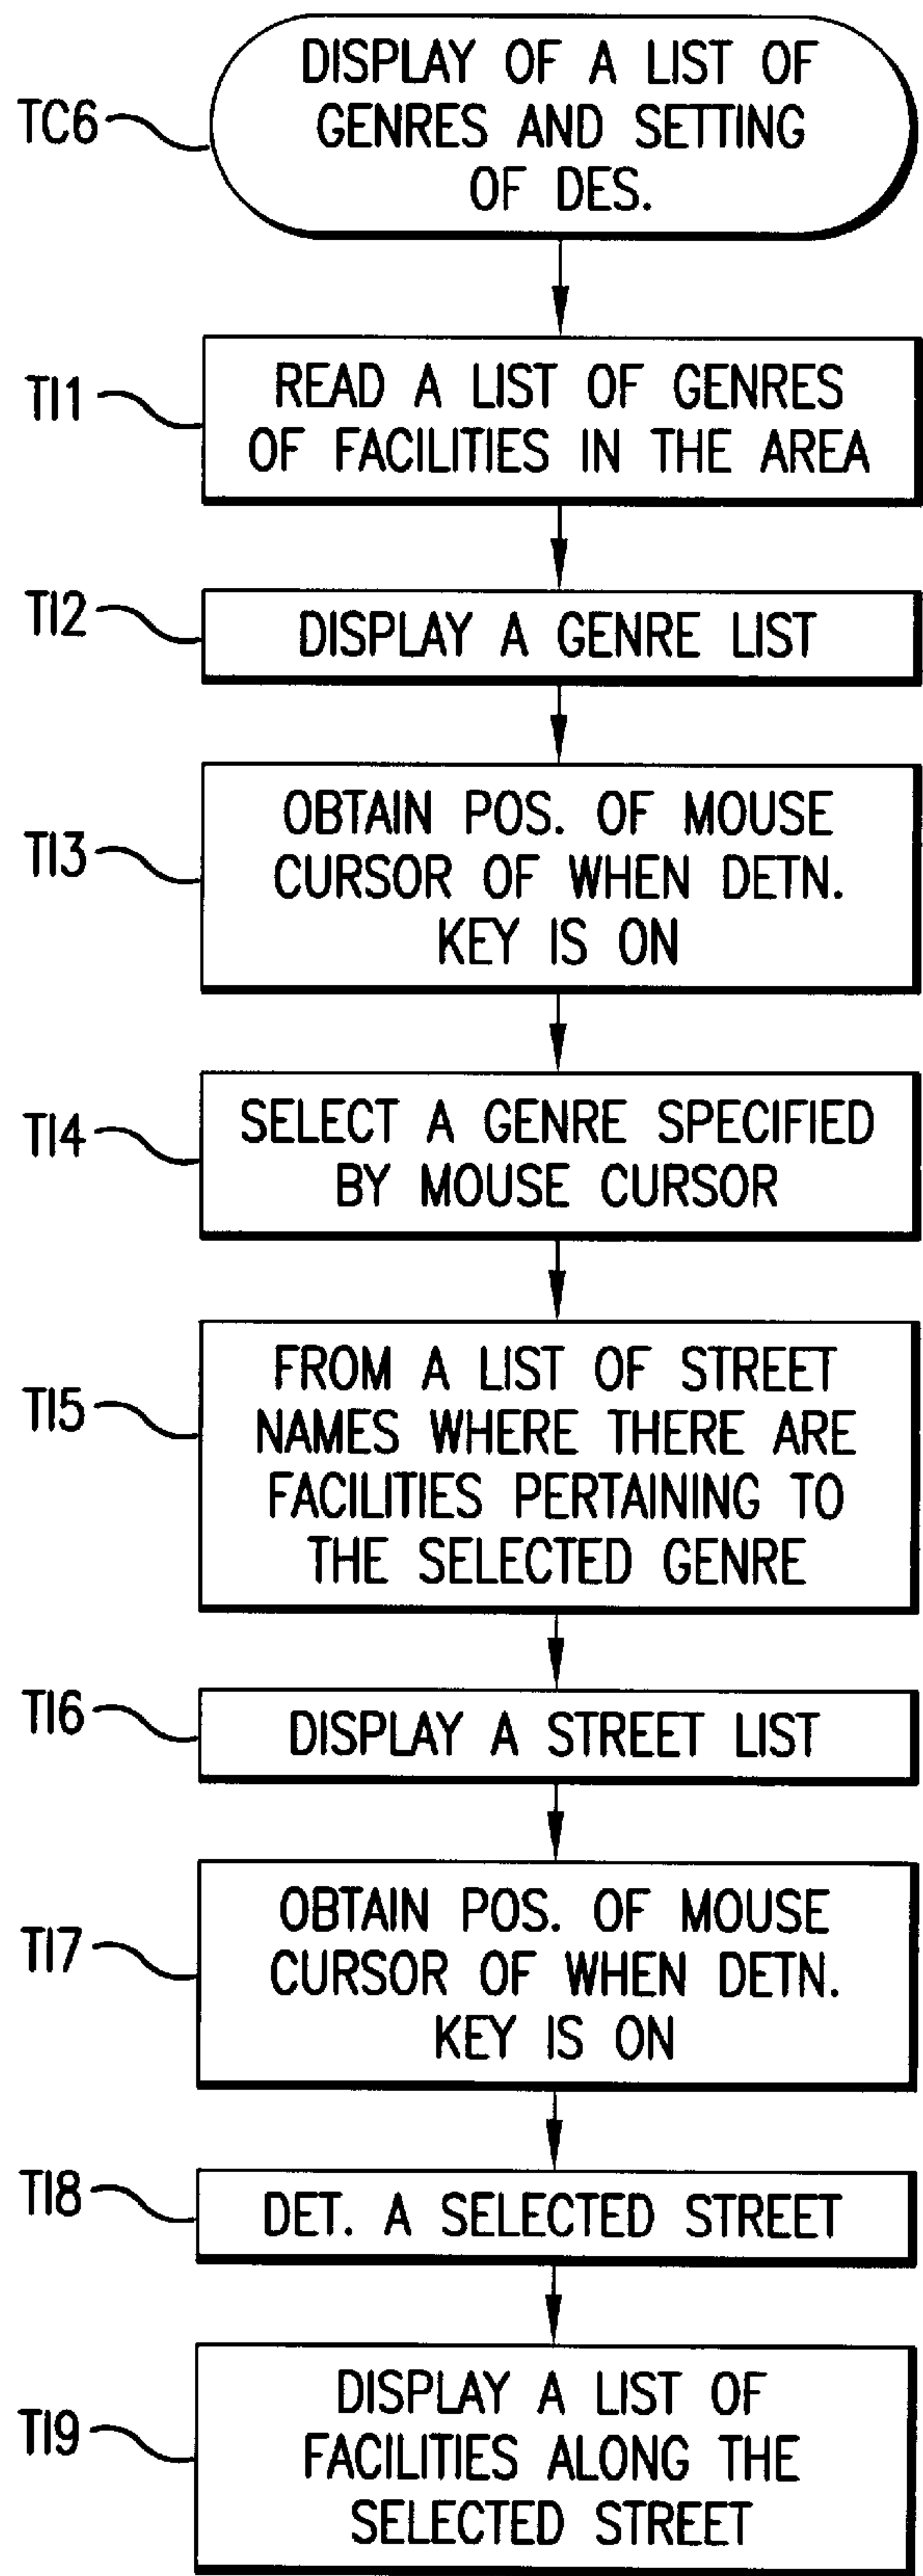 DISPLAY OF A LIST OF
GENRES AND SETTING
OF DES.
TC6
TI1
READ A LIST OF GENRES
OF FACILITIES IN THE AREA
TI2
DISPLAY A GENRE LIST
TI3
OBTAIN POS. OF MOUSE
CURSOR OF WHEN DETN.
KEY IS ON
TI4
SELECT A GENRE SPECIFIED
BY MOUSE CURSOR
TI5
FROM A LIST OF STREET
NAMES WHERE THERE ARE
FACILITIES PERTAINING TO
THE SELECTED GENRE
TI6
DISPLAY A STREET LIST
TI7
OBTAIN POS. OF MOUSE
CURSOR OF WHEN DETN.
KEY IS ON
TI8
DET. A SELECTED STREET
TI9
DISPLAY A LIST OF
FACILITIES ALONG THE
SELECTED STREET